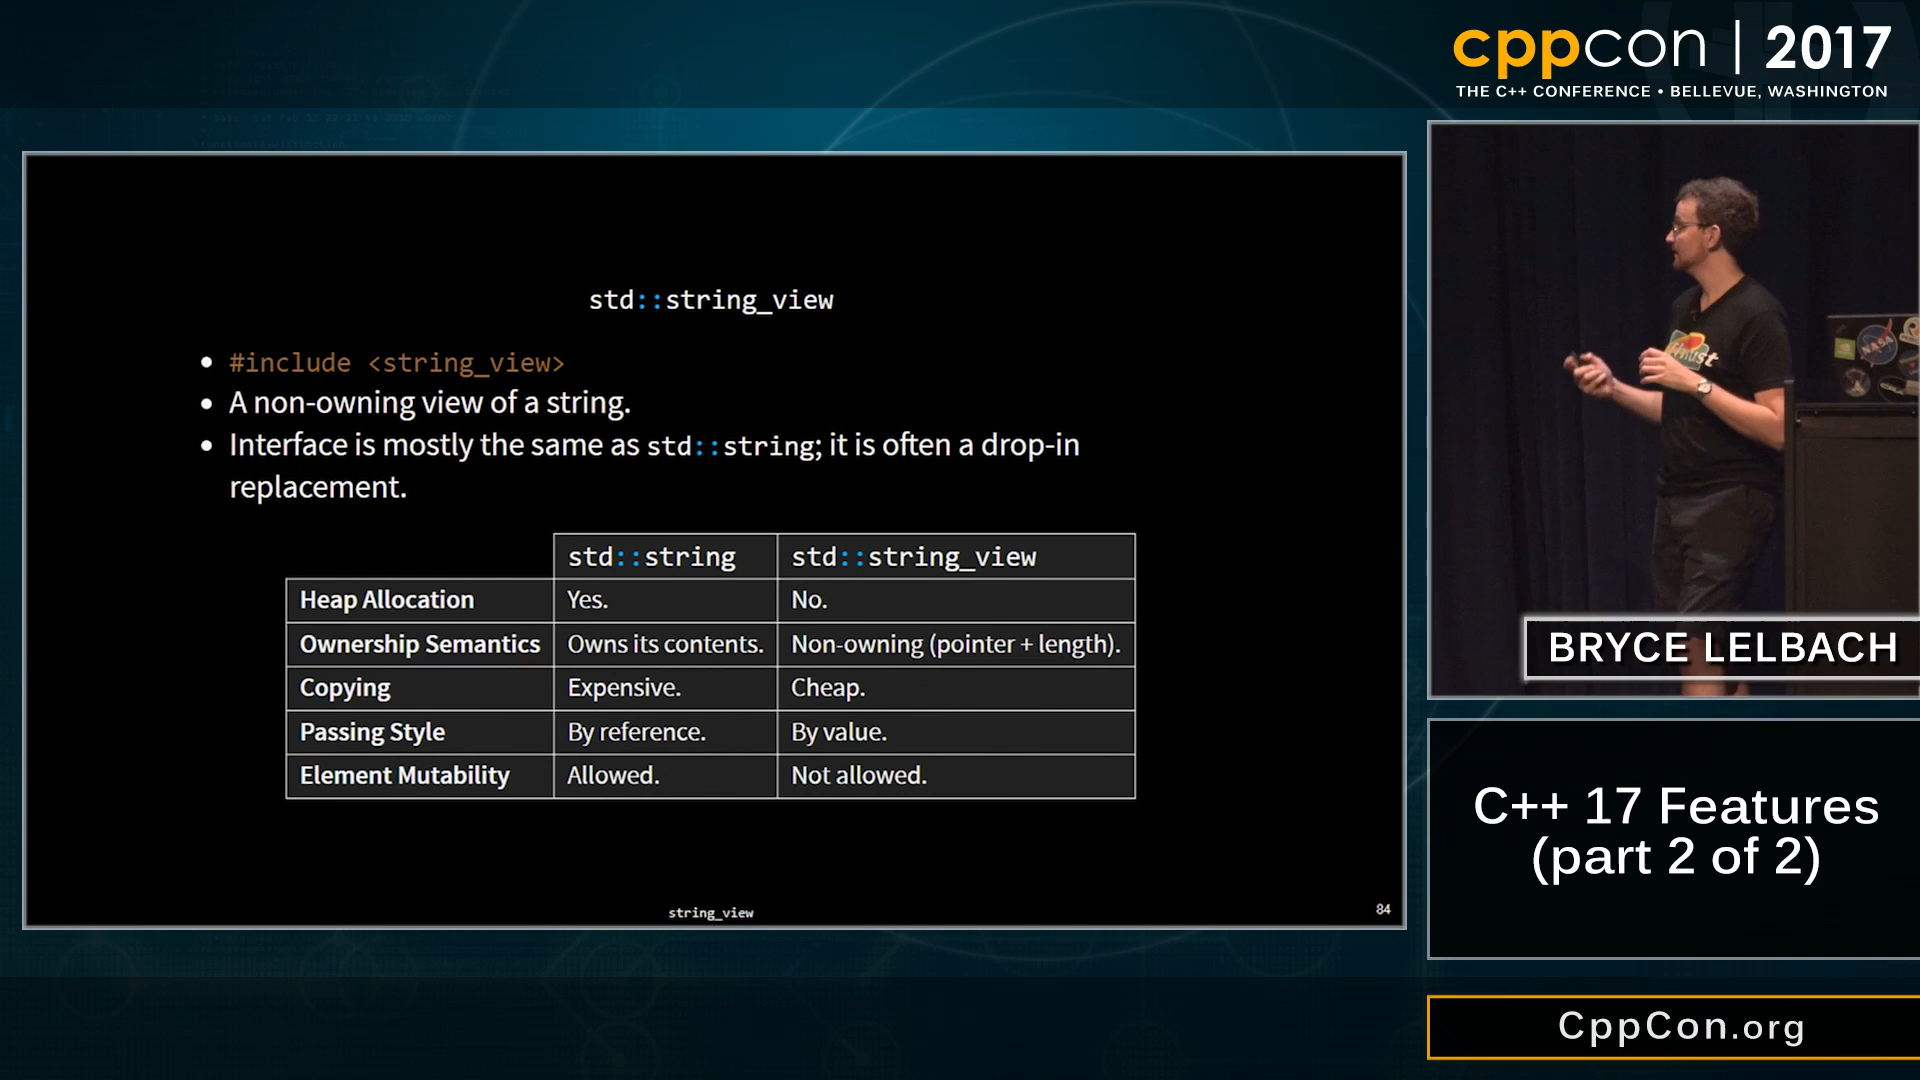 cppcon | 2017
THE C++ CONFERENCE • BELLEVUE, WASHINGTON
std::string_view
• #include <string_view>
• A non-owning view of a string.
• Interface is mostly the same as std::string; it is often a drop-in
replacement.
std::string std::string_view
Heap Allocation Yes. No.
Ownership Semantics Owns its contents. Non-owning (pointer + length).
Copying Expensive. Cheap.
Passing Style By reference. By value.
Element Mutability Allowed. Not allowed.
string_view
84
NASA
BRYCE LELBACH
C++ 17 Features
(part 2 of 2)
CppCon.org